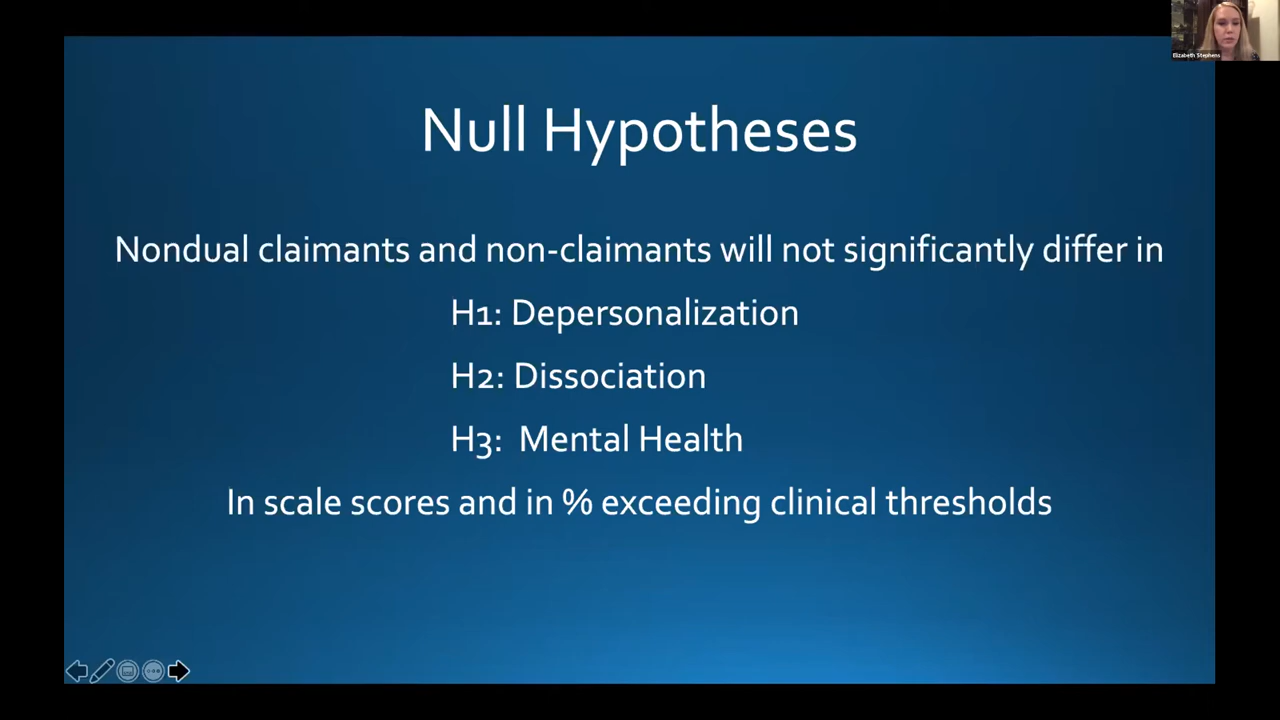 Elizabeth Stephens
Null Hypotheses
Nondual claimants and non-claimants will not significantly differ in
H1: Depersonalization
H2: Dissociation
H3: Mental Health
In scale scores and in % exceeding clinical thresholds